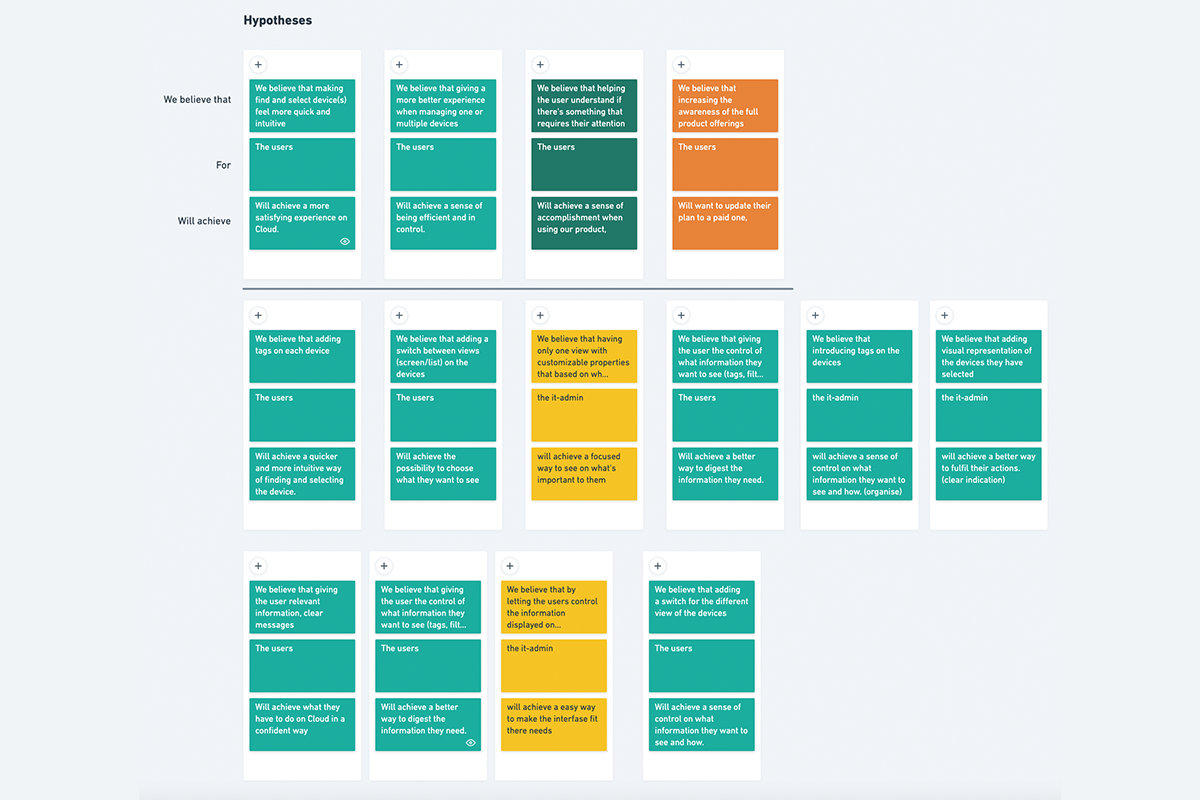 Hypotheses
We believe that
For
Will achieve
We believe that making
find and select device(s)
feel more quick and
intuitive
The users
Will achieve a more
satisfying experience on
Cloud.
We believe that giving a
more better experience
when managing one or
multiple devices
The users
Will achieve a sense of
being efficient and in
control.
We believe that helping
the user understand if
there's something that
requires their attention
The users
Will achieve a sense of
accomplishment when
using our product,
We believe that
increasing the
awareness of the full
product offerings
The users
Will want to update their
plan to a paid one,
We believe that adding
tags on each device
The users
Will achieve a quicker
and more intuitive way
of finding and selecting
the device.
We believe that adding a
switch between views
(screen/list) on the
devices
The users
Will achieve the
possibility to choose
what they want to see
We believe that having
only one view with
customizable properties
that based on wh...
the it-admin
will achieve a focused
way to see on what's
important to them
We believe that giving
the user the control of
what information they
want to see (tags, filt...
The users
Will achieve a better
way to digest the
information they need.
We believe that
introducing tags on the
devices
the it-admin
will achieve a sense of
control on what
information they want to
see and how. (organise)
We believe that adding
visual representation of
the devices they have
selected
the it-admin
will achieve a better way
to fulfil their actions.
(clear indication)
We believe that giving
the user relevant
information, clear
messages
The users
Will achieve what they
have to do on Cloud in a
confident way
We believe that giving
the user the control of
what information they
want to see (tags, filt...
The users
Will achieve a better
way to digest the
information they need.
We believe that by
letting the users control
the information
displayed on...
the it-admin
will achieve a easy way
to make the interfase fit
there needs
We believe that adding
a switch for the different
view of the devices
The users
Will achieve a sense of
control on what
information they want to
see and how.